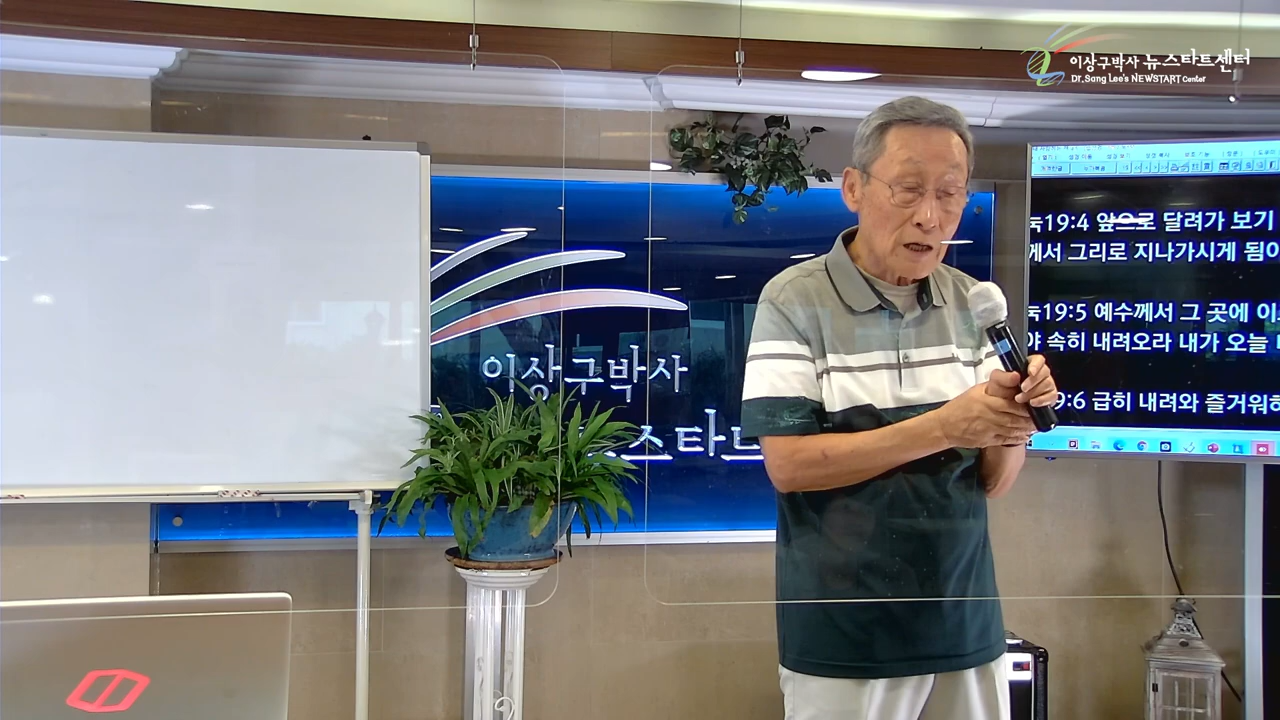 이상구박사 뉴스타트센터
Dr. Sang Lee's NEWSTART Center
이상구박사
스타트
눅19:4 앞으로 달려가 보기
께서 그리로 지나가시게 됨이
눅19:5 예수께서 그 곳에 이
야 속히 내려오라 내가 오늘
9:6 급히 내려와 즐거워하